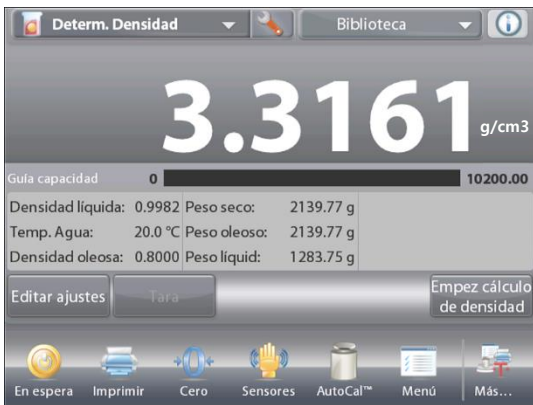 Determ. Densidad Biblioteca
3.3161 g/cm3
Guía capacidad 0 10200.00
Densidad líquida: 0.9982 Peso seco: 2139.77 g
Temp. Agua: 20.0 °C Peso oleoso: 2139.77 g
Densidad oleosa: 0.8000 Peso líquid: 1283.75 g
Editar ajustes Tara Empez cálculo
de densidad
En espera Imprimir Cero Sensores AutoCal™ Menú Más...